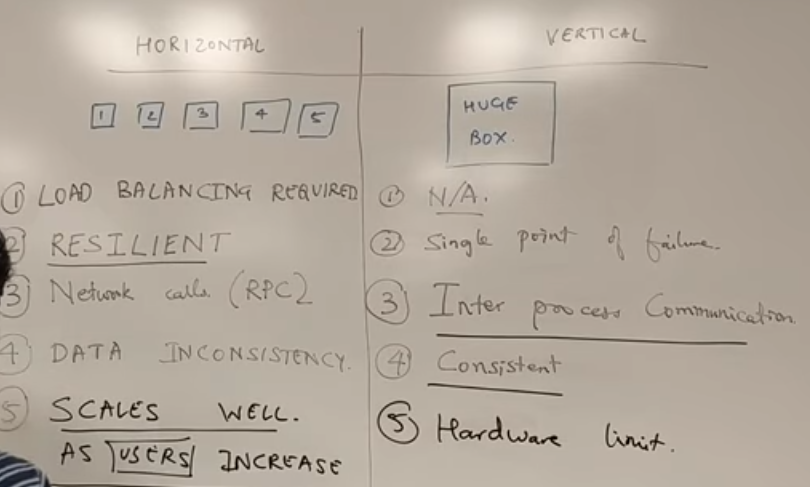 HORIZONTAL
VERTICAL
1 2 3 4 5
HUGE
BOX.
① LOAD BALANCING REQUIRED
① N/A.
② RESILIENT
② Single point of failure.
③ Network calls (RPC)
③ Inter process Communication.
④ DATA INCONSISTENCY.
④ Consistent
⑤ SCALES WELL.
AS USERS INCREASE
⑤ Hardware limit.